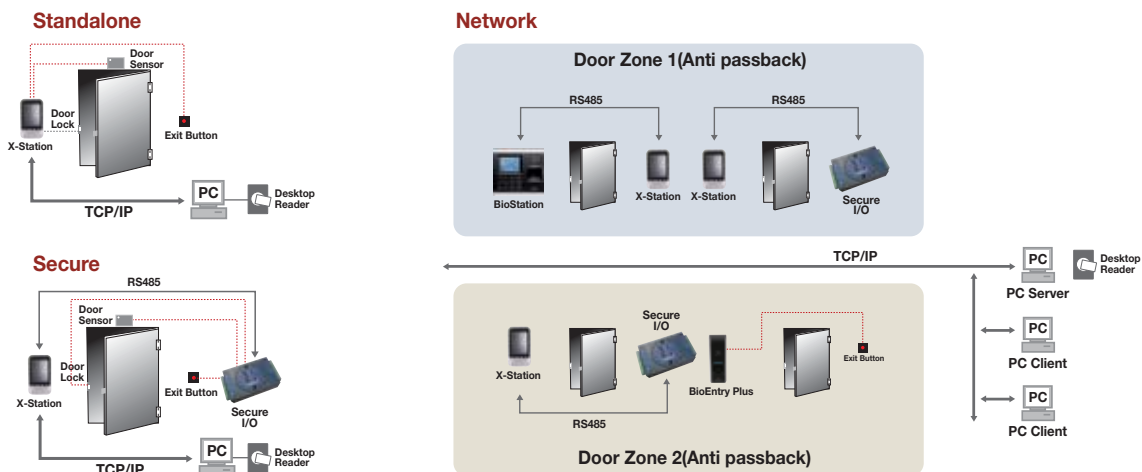 Standalone
Door
Sensor
Door
Lock
X-Station
Exit Button
PC
Desktop
Reader
TCP/IP
Secure
RS485
Door
Sensor
Door
Lock
X-Station
Exit Button
Secure
I/O
PC
Desktop
Reader
TCP/IP
Network
Door Zone 1(Anti passback)
RS485
RS485
BioStation
X-Station
X-Station
Secure
I/O
TCP/IP
PC
Desktop
Reader
PC Server
PC
PC Client
PC
PC Client
Secure
I/O
X-Station
BioEntry Plus
Exit Button
RS485
Door Zone 2(Anti passback)